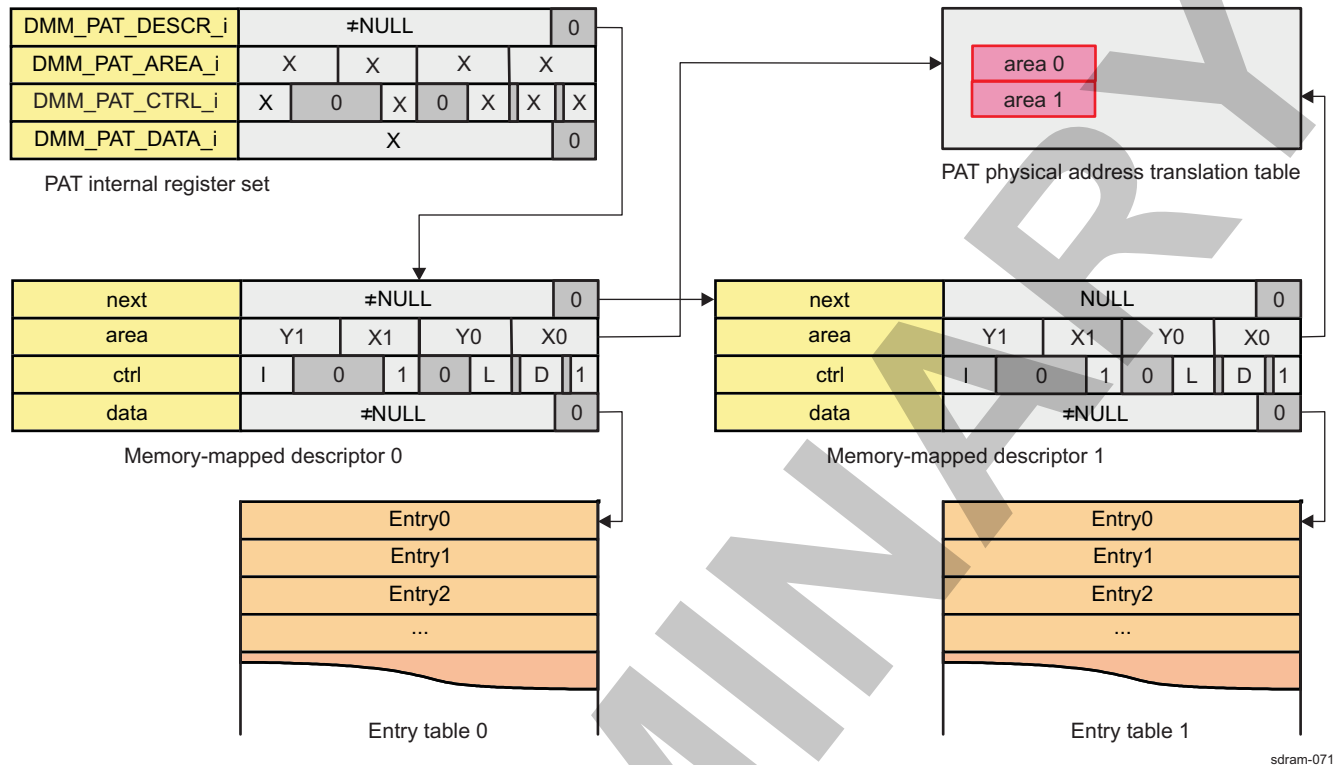 DMM_PAT_DESCR_i ≠NULL 0
DMM_PAT_AREA_i X X X X
DMM_PAT_CTRL_i X 0 X 0 X X X
DMM_PAT_DATA_i X 0
PAT internal register set
area 0
area 1
PAT physical address translation table
next ≠NULL 0
area Y1 X1 Y0 X0
ctrl I 0 1 0 L D 1
data ≠NULL 0
Memory-mapped descriptor 0
next NULL 0
area Y1 X1 Y0 X0
ctrl I 0 1 0 L D 1
data ≠NULL 0
Memory-mapped descriptor 1
Entry0
Entry1
Entry2
...
Entry table 0
Entry0
Entry1
Entry2
...
Entry table 1
sdram-071
MINARY